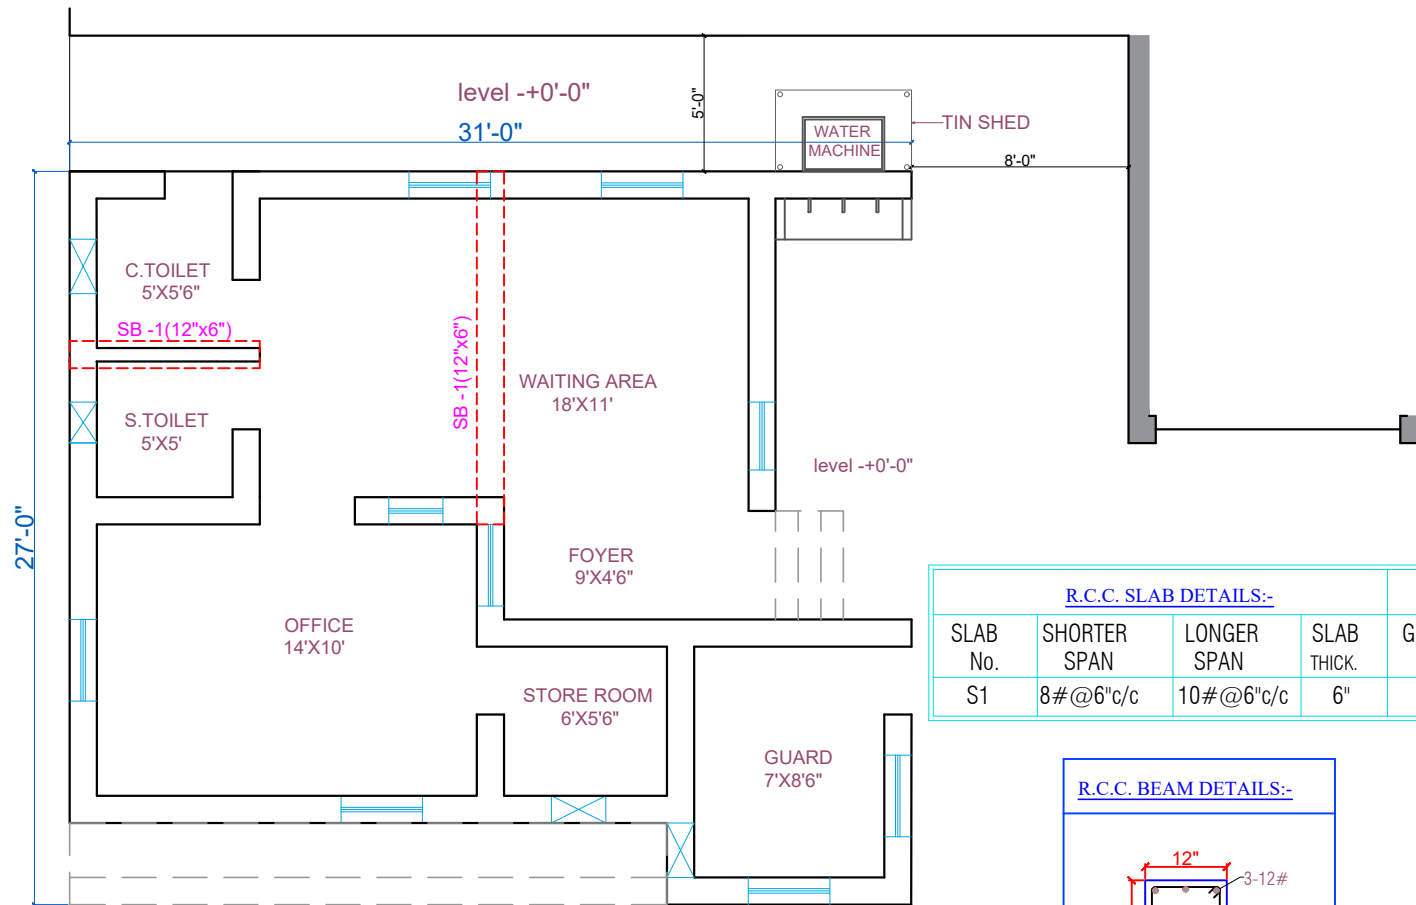 level -+0'-0"
31'-0"
5'-0"
WATER
MACHINE
TIN SHED
8'-0"
C.TOILET
5'X5'6"
SB -1(12"x6")
SB -1(12"x6")
WAITING AREA
18'X11'
S.TOILET
5'X5'
level -+0'-0"
27'-0"
FOYER
9'X4'6"
OFFICE
14'X10'
STORE ROOM
6'X5'6"
GUARD
7'X8'6"
R.C.C. SLAB DETAILS:-
SLAB No.
SHORTER SPAN
LONGER SPAN
SLAB THICK.
G
S1
8#@6"c/c
10#@6"c/c
6"
R.C.C. BEAM DETAILS:-
12"
3-12#